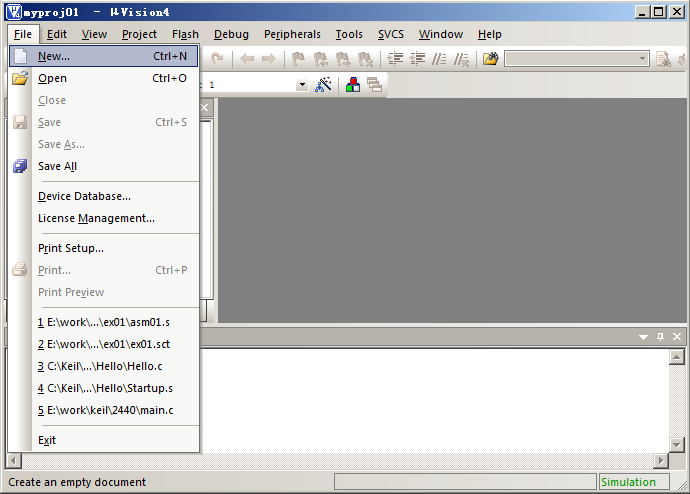 myproj01 - µVision4
File Edit View Project Flash Debug Peripherals Tools SVCS Window Help
New... Ctrl+N
Open Ctrl+O
Close
Save Ctrl+S
Save As...
Save All
Device Database...
License Management...
Print Setup...
Print... Ctrl+P
Print Preview
1 E:\work\...\ex01\asm01.s
2 E:\work\...\ex01\ex01.sct
3 C:\Keil\...\Hello\Hello.c
4 C:\Keil\...\Hello\Startup.s
5 E:\work\keil\2440\main.c
Exit
1
Create an empty document
Simulation